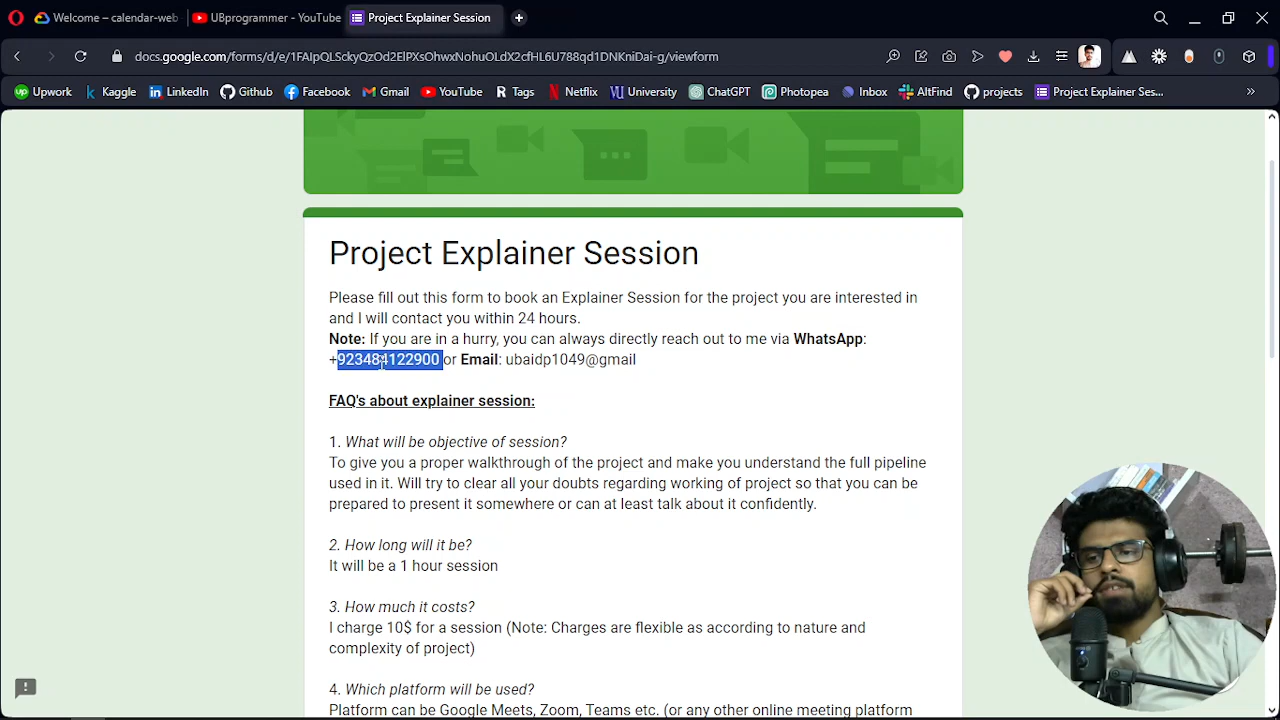 Welcome – calendar-web
UBprogrammer - YouTube
Project Explainer Session
docs.google.com/forms/d/e/1FAIpQLSckyQzOd2ElPXsOhwxNohuOLdX2cfHL6U788qd1DNKniDai-g/viewform
Upwork
Kaggle
LinkedIn
Github
Facebook
Gmail
YouTube
Tags
Netflix
University
ChatGPT
Photopea
Inbox
AltFind
projects
Project Explainer Ses...
Project Explainer Session
Please fill out this form to book an Explainer Session for the project you are interested in
and I will contact you within 24 hours.
Note: If you are in a hurry, you can always directly reach out to me via WhatsApp:
+923484122900 or Email: ubaidp1049@gmail
FAQ's about explainer session:
1. What will be objective of session?
To give you a proper walkthrough of the project and make you understand the full pipeline
used in it. Will try to clear all your doubts regarding working of project so that you can be
prepared to present it somewhere or can at least talk about it confidently.
2. How long will it be?
It will be a 1 hour session
3. How much it costs?
I charge 10$ for a session (Note: Charges are flexible as according to nature and
complexity of project)
4. Which platform will be used?
Platform can be Google Meets, Zoom, Teams etc. (or any other online meeting platform